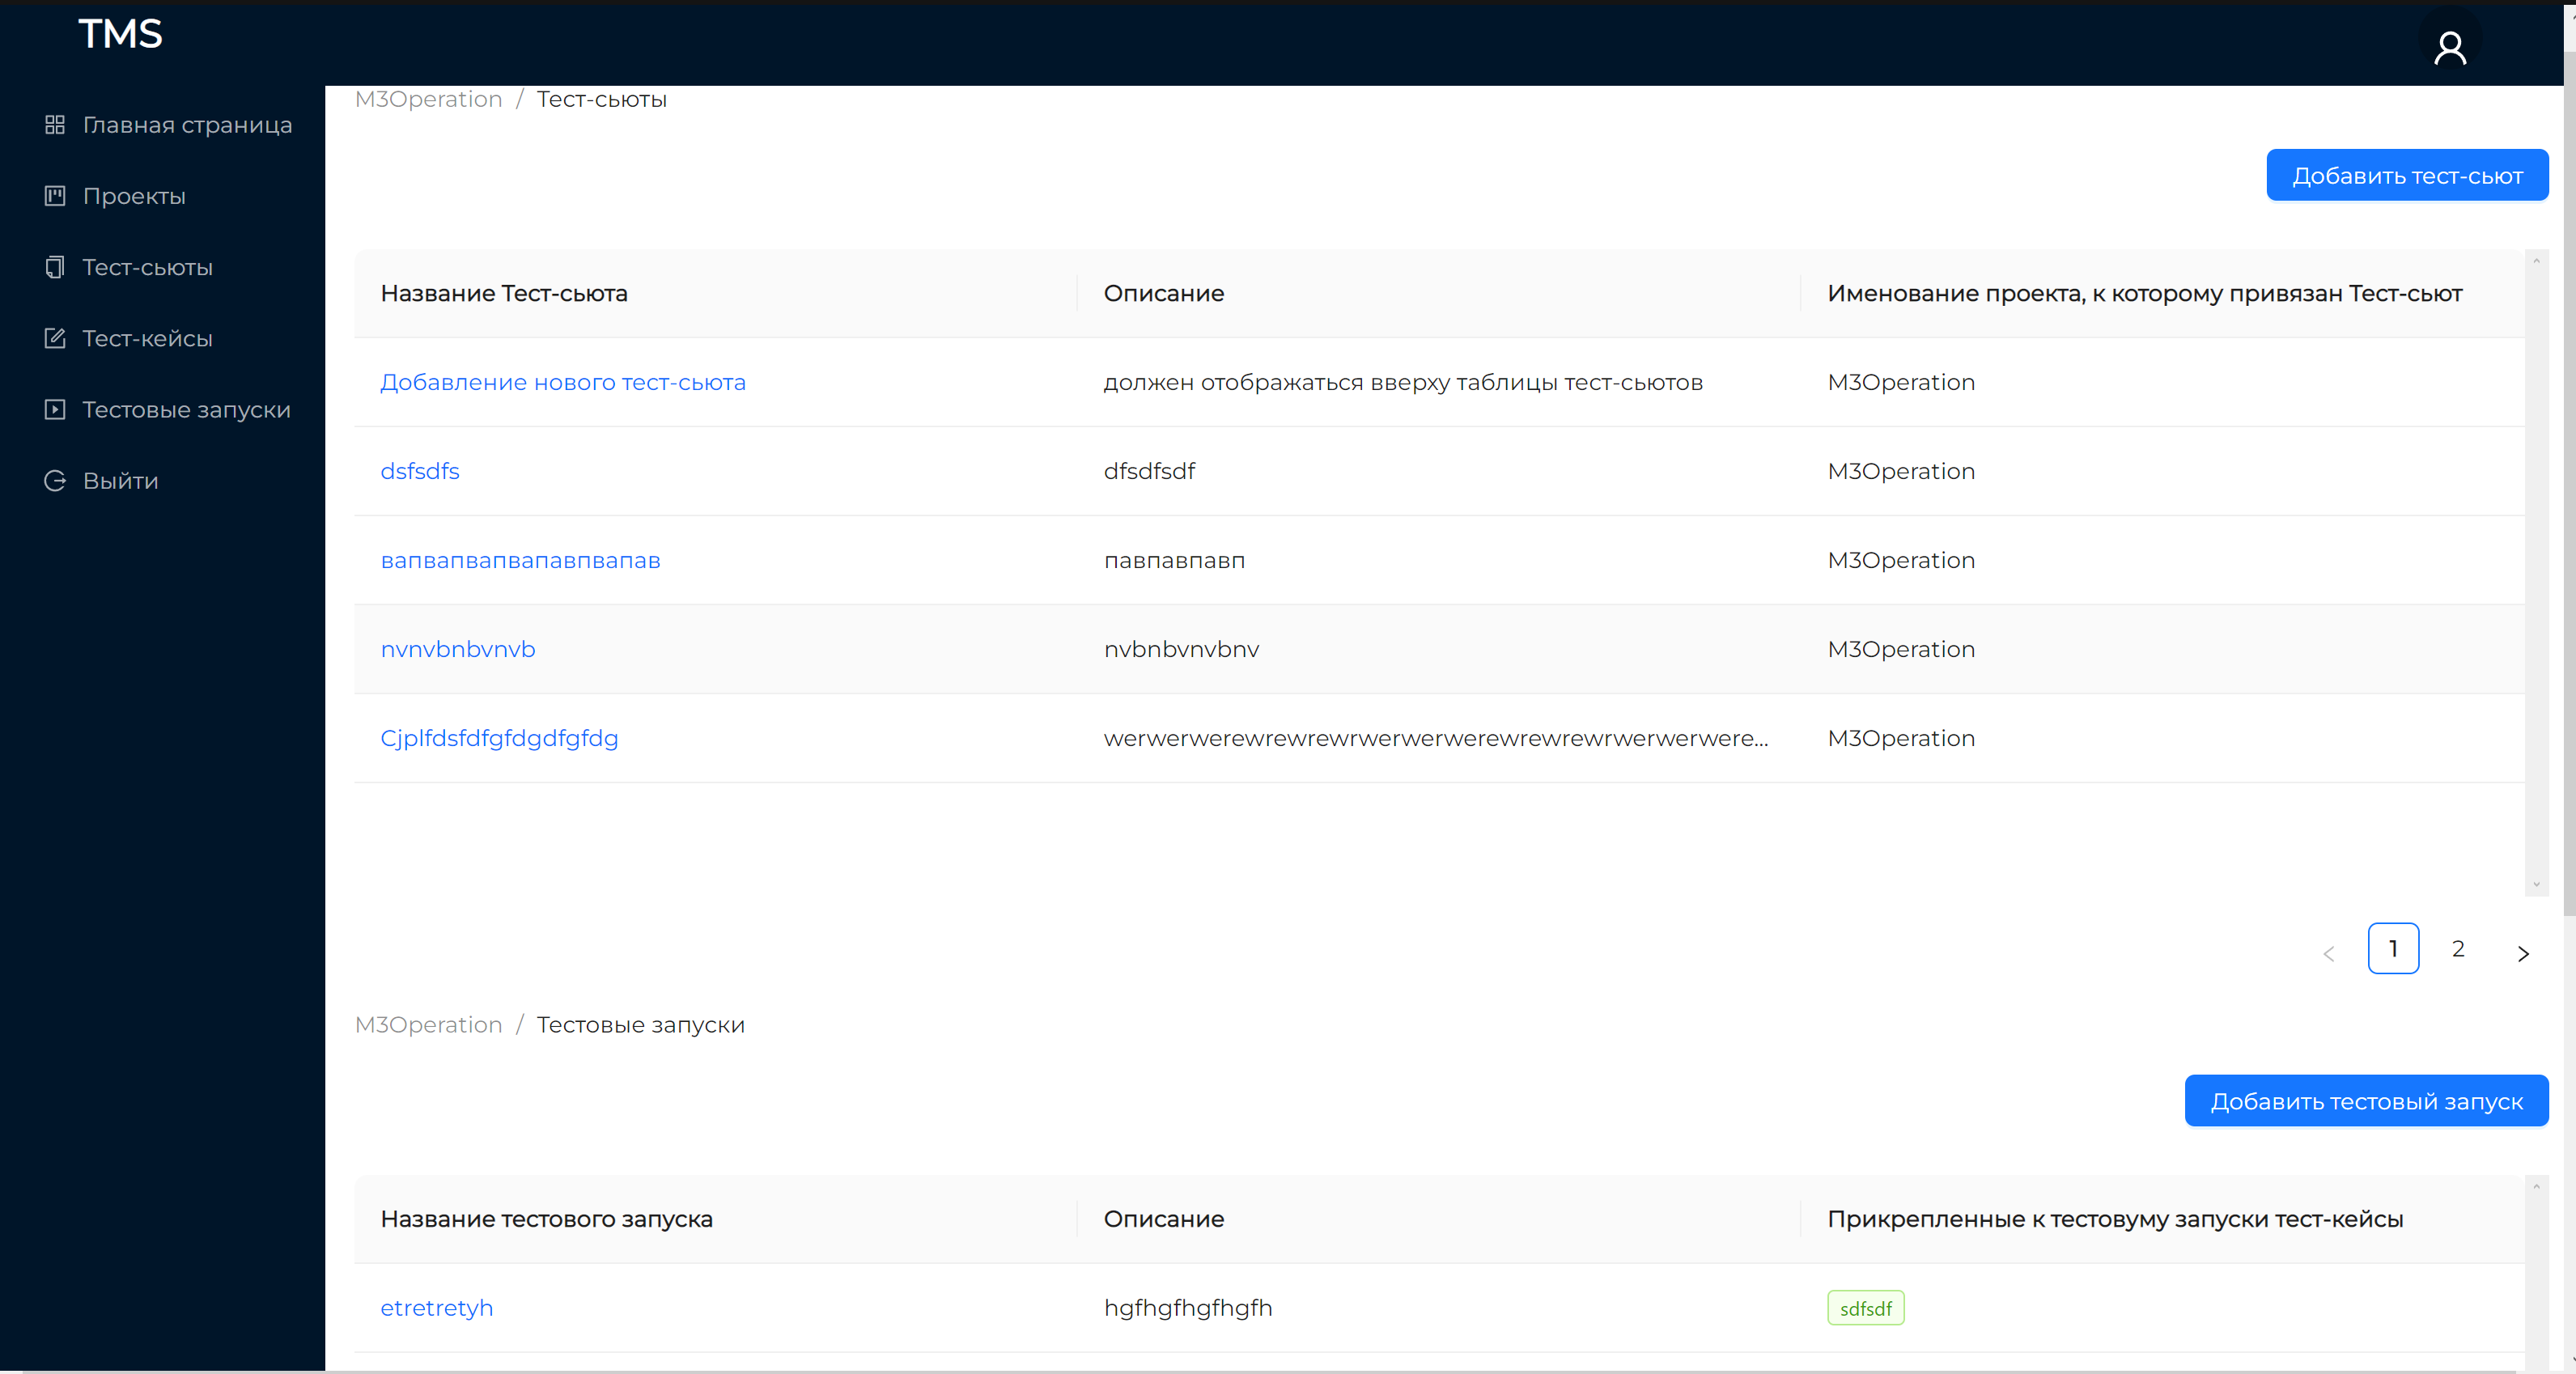 TMS
Главная страница
Проекты
Тест-сьюты
Тест-кейсы
Тестовые запуски
Выйти
M3Operation / Тест-сьюты
Добавить тест-сьют
Название Тест-сьюта Описание Именование проекта, к которому привязан Тест-сьют
Добавление нового тест-сьюта должен отображаться вверху таблицы тест-сьютов M3Operation
dsfsdfs dfsdfsdf M3Operation
вапвапвапвапавпвапав павпавпавп M3Operation
nvnvbnbvnvb nvbnbvnvbnv M3Operation
Cjplfdsfdfgfdgdfgfdg werwerwerewrewrewrwerwerwerewrewrewrwerwerwere... M3Operation
1 2
M3Operation / Тестовые запуски
Добавить тестовый запуск
Название тестового запуска Описание Прикрепленные к тестовуму запуски тест-кейсы
etretretyh hgfhgfhgfhgfh sdfsdf